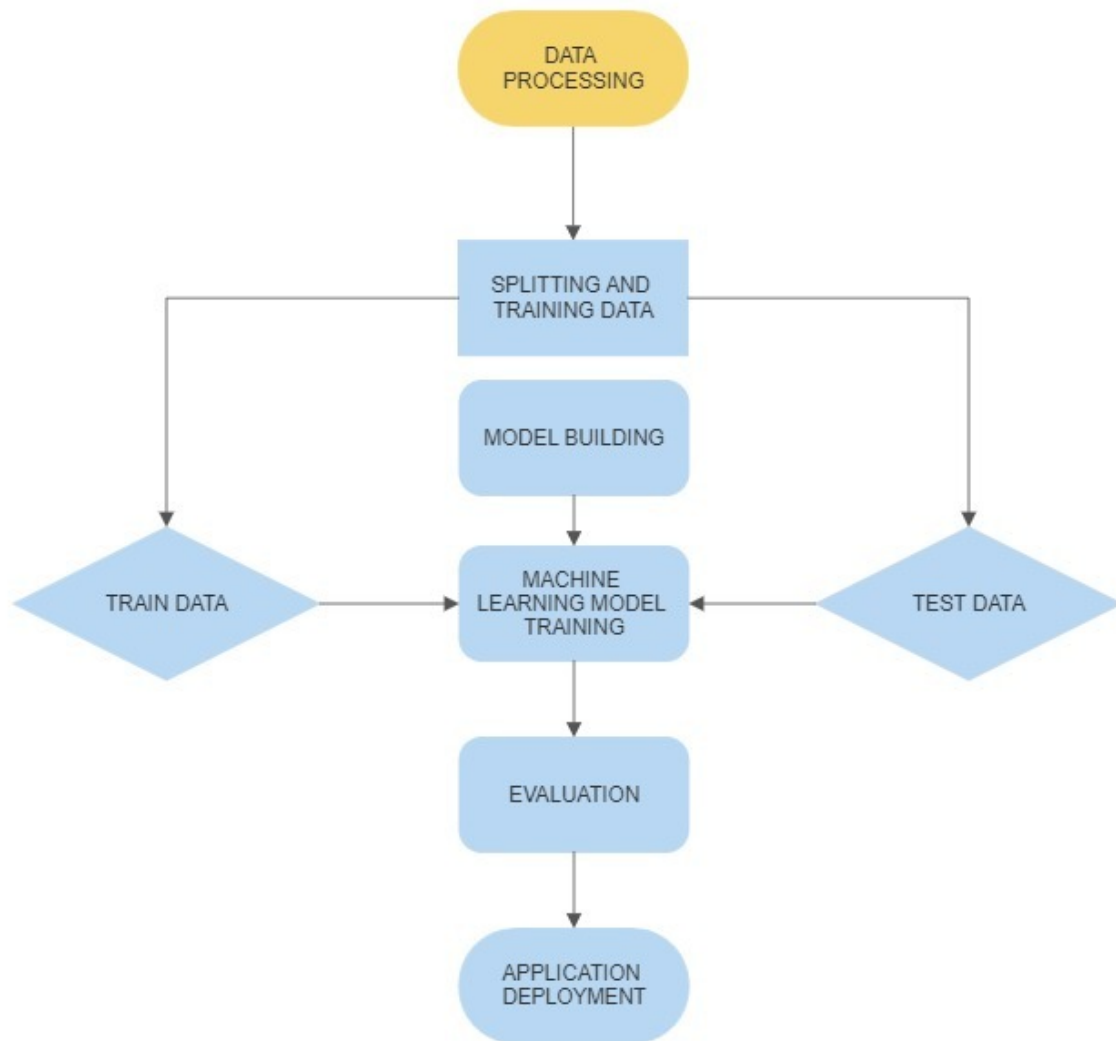 DATA
PROCESSING
SPLITTING AND
TRAINING DATA
MODEL BUILDING
TRAIN DATA
MACHINE
LEARNING MODEL
TRAINING
TEST DATA
EVALUATION
APPLICATION
DEPLOYMENT